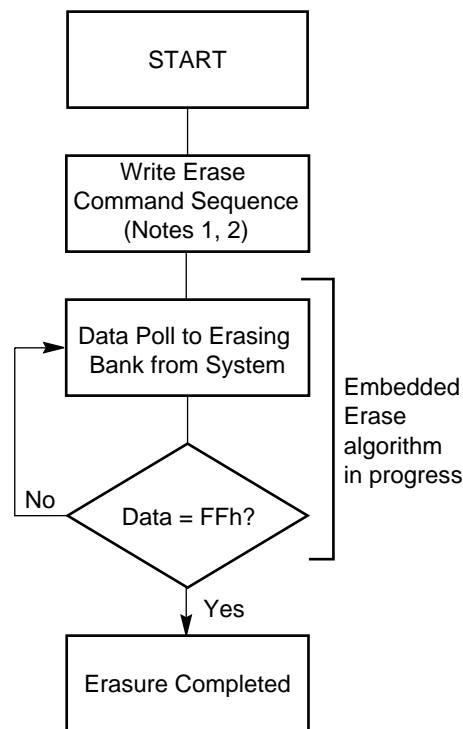 START
Write Erase
Command Sequence
(Notes 1, 2)
Data Poll to Erasing
Bank from System
Embedded
Erase
algorithm
in progress
No
Data = FFh?
Yes
Erasure Completed